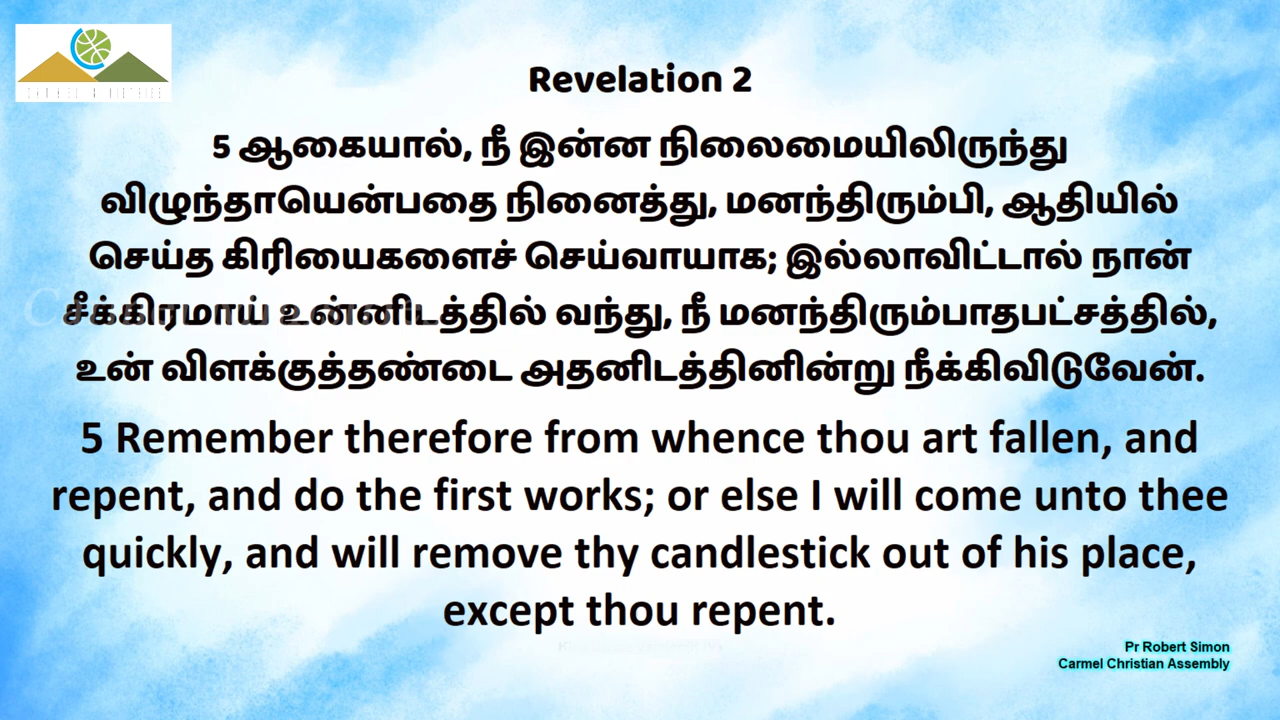 Revelation 2
5 ஆகையால், நீ இன்ன நிலைமையிலிருந்து
விழுந்தாயென்பதை நினைத்து, மனந்திரும்பி, ஆதியில்
செய்த கிரியைகளைச் செய்வாயாக; இல்லாவிட்டால் நான்
சீக்கிரமாய் உன்னிடத்தில் வந்து, நீ மனந்திரும்பாதபட்சத்தில்,
உன் விளக்குத்தண்டை அதனிடத்தினின்று நீக்கிவிடுவேன்.
5 Remember therefore from whence thou art fallen, and
repent, and do the first works; or else I will come unto thee
quickly, and will remove thy candlestick out of his place,
except thou repent.
Pr Robert Simon
Carmel Christian Assembly